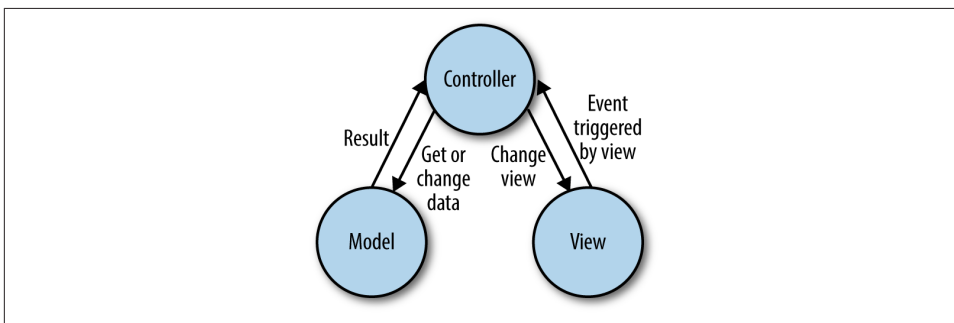 Controller
Result
Get or
change
data
Change
view
Event
triggered
by view
Model
View